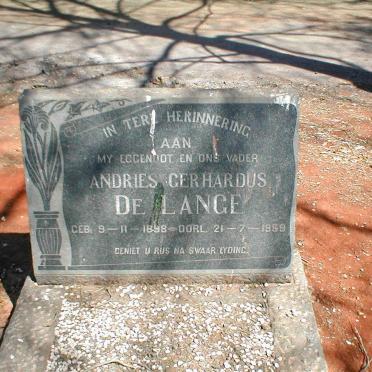 IN TERE HERINNERING
AAN
MY EGGENOOT EN ONS VADER
ANDRIES GERHARDUS
DE LANGE
GEB. 9-11-1898-OORL. 21-7-1959
GENIET U RUS NA SWAAR LYDING.